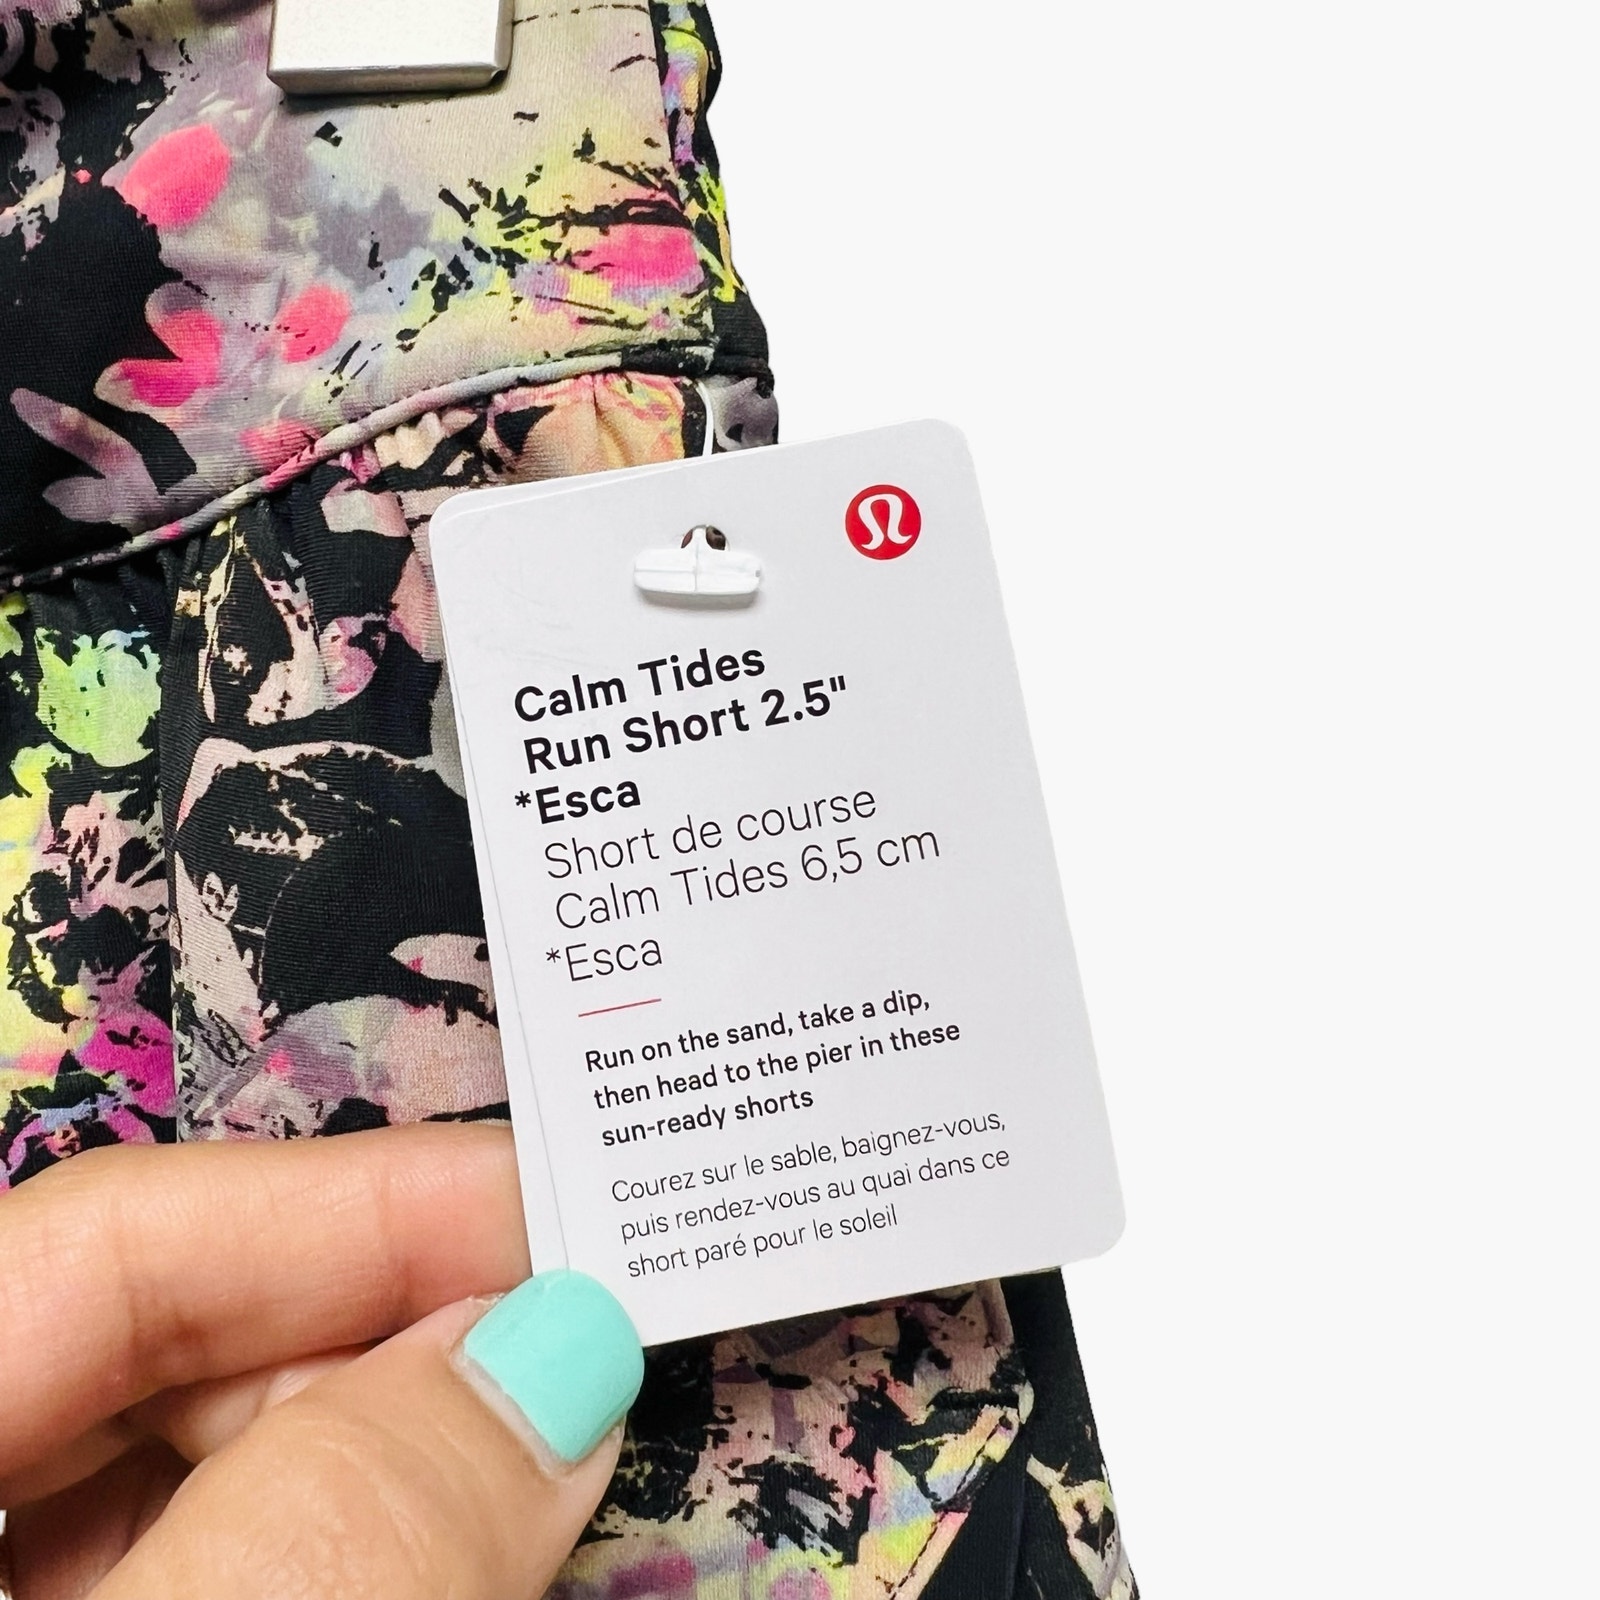 Calm Tides
Run Short 2.5"
*Esca
Short de course
Calm Tides 6,5 cm
*Esca
Run on the sand, take a dip,
then head to the pier in these
sun-ready shorts
Courez sur le sable, baignez-vous,
puis rendez-vous au quai dans ce
short paré pour le soleil